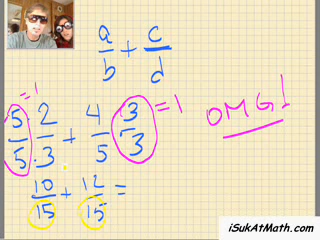 a/b + c/d
= 1
5/5 · 2/3 + 4/5 · 3/3 = 1
OMG!
10/15 + 12/15 =
iSukAtMath.com